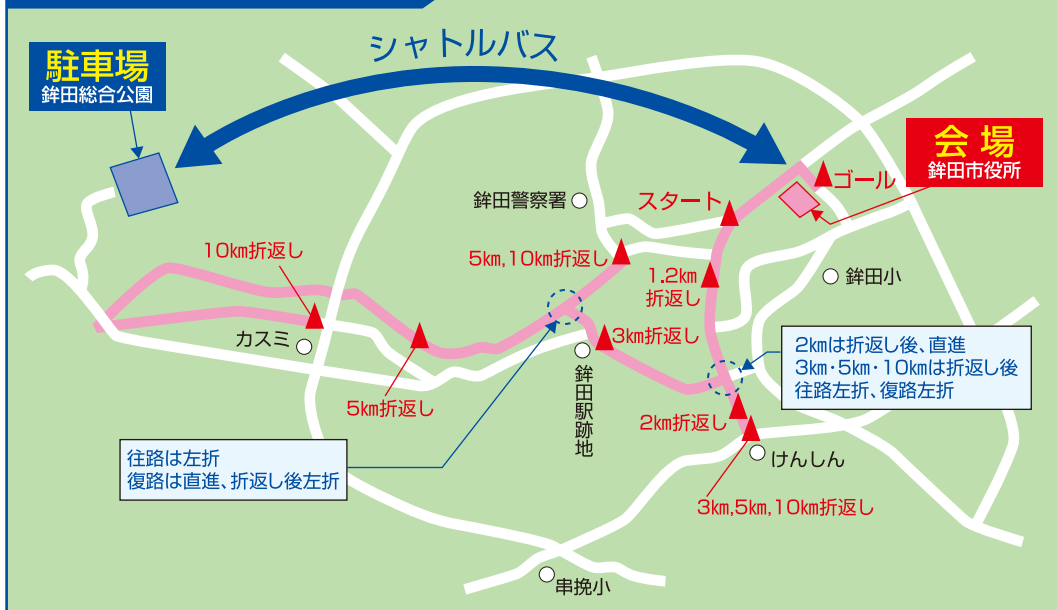 シャトルバス
駐車場
鉾田総合公園
会場
鉾田市役所
ゴール
スタート
鉾田警察署
10km折返し
5km,10km折返し
1.2km
折返し
鉾田小
カスミ
3km折返し
2kmは折返し後、直進
3km・5km・10kmは折返し後
往路左折、復路左折
5km折返し
鉾田駅跡地
2km折返し
往路は左折
復路は直進、折返し後左折
けんしん
3km,5km,10km折返し
串挽小